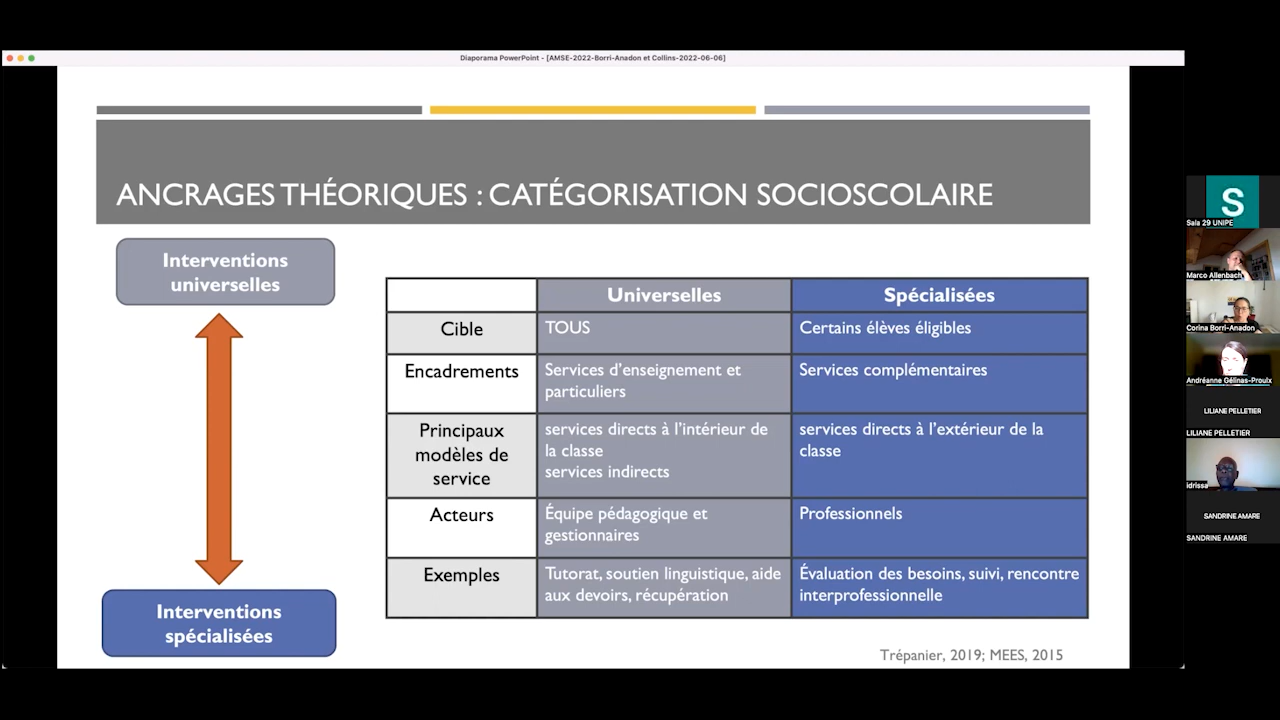 Diaporama PowerPoint - [AMSE-2022-Borri-Anadon et Collins-2022-06-06]
ANCRAGES THÉORIQUES : CATÉGORISATION SOCIOSCOLAIRE
Interventions
universelles
Interventions
spécialisées
Universelles
Spécialisées
Cible
TOUS
Certains élèves éligibles
Encadrements
Services d'enseignement et
particuliers
Services complémentaires
Principaux
modèles de
service
services directs à l'intérieur de
la classe
services indirects
services directs à l'extérieur de la
classe
Acteurs
Équipe pédagogique et
gestionnaires
Professionnels
Exemples
Tutorat, soutien linguistique, aide
aux devoirs, récupération
Évaluation des besoins, suivi, rencontre
interprofessionnelle
Trépanier, 2019; MEES, 2015
S
Sala 29 UNIPE
Marco Allenbach
Corina Borri-Anadon
Andréanne Gélinas-Proulx
LILIANE PELLETIER
LILIANE PELLETIER
idrissa
SANDRINE AMARE
SANDRINE AMARE